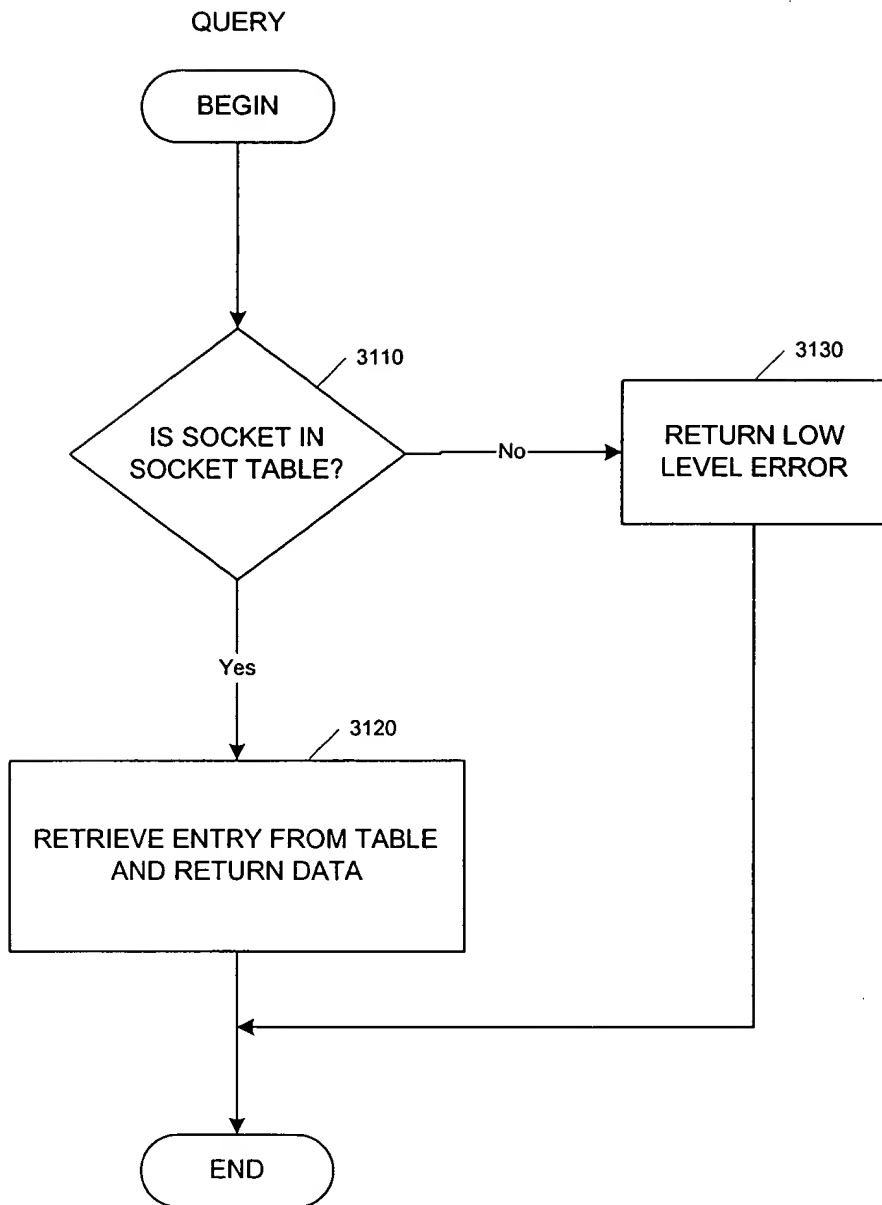 QUERY
BEGIN
3110
IS SOCKET IN
SOCKET TABLE?
No
3130
RETURN LOW
LEVEL ERROR
Yes
3120
RETRIEVE ENTRY FROM TABLE
AND RETURN DATA
END